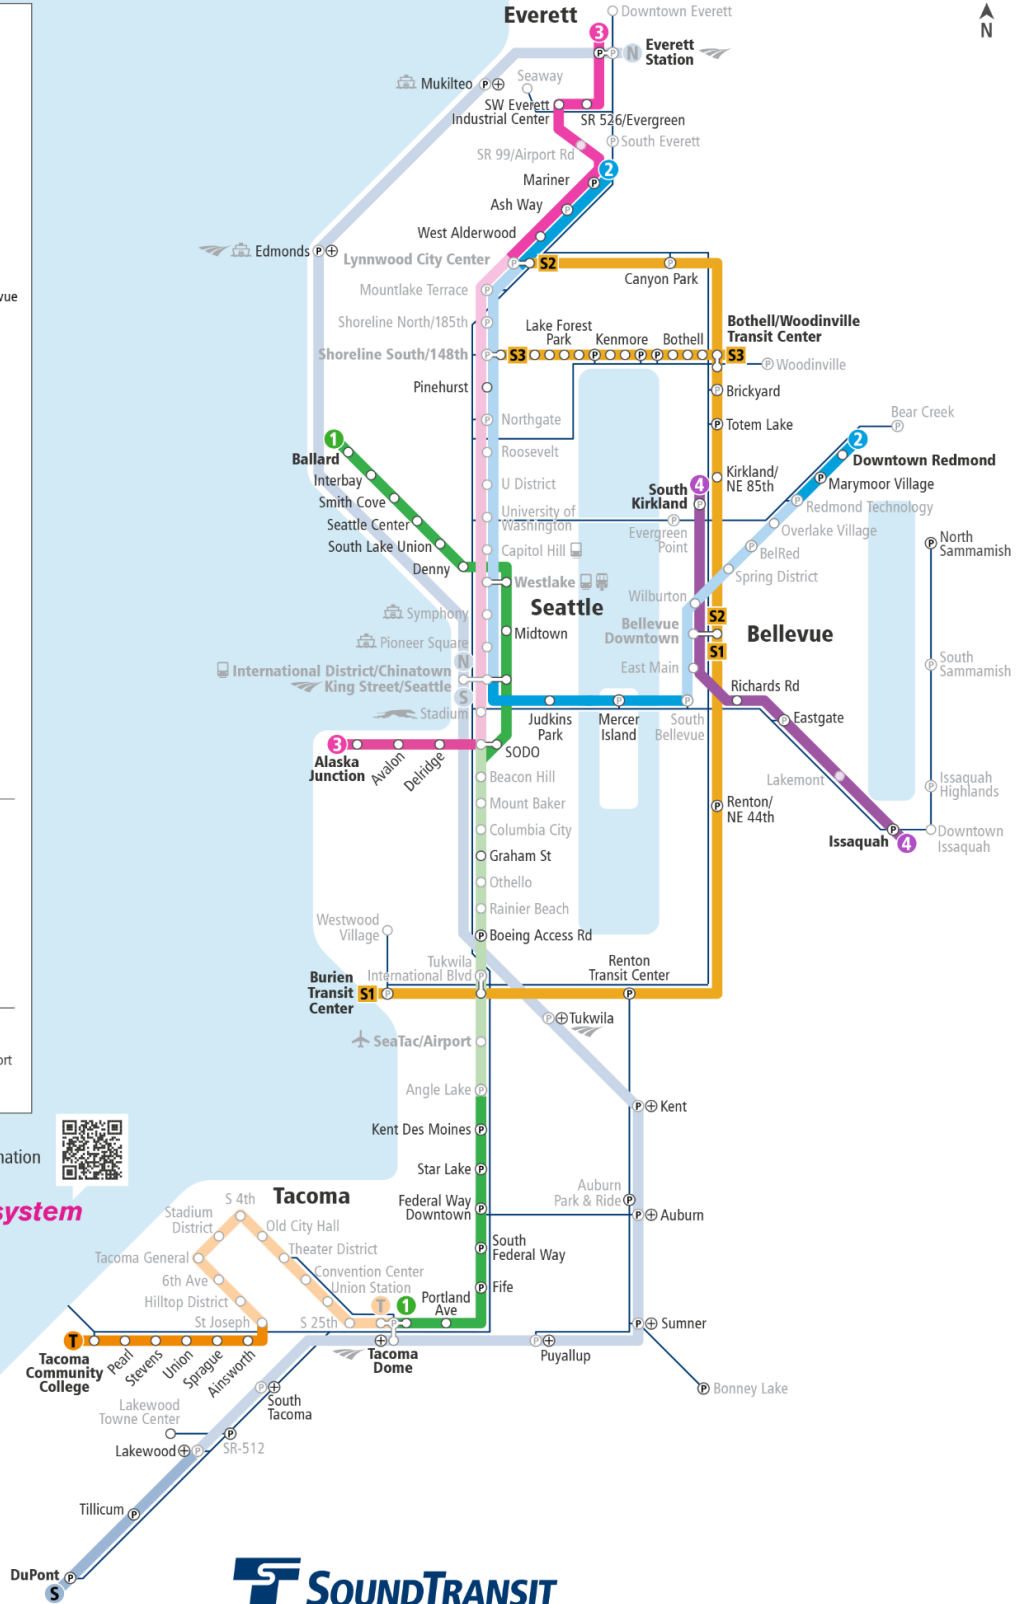 Everett
Downtown Everett
3
N
P
P
N
Everett
Station
Mukilteo
P
Seaway
SW Everett
Industrial Center
SR 526/Evergreen
South Everett
SR 99/Airport Rd
2
Mariner
P
Ash Way
P
West Alderwood
Edmonds
P
Lynnwood City Center
P
S2
Canyon Park
P
Mountlake Terrace
P
vue
Shoreline North/185th
P
Bothell/Woodinville
Transit Center
Lake Forest
Park
Kenmore
Bothell
Shoreline South/148th
P
S3
P
P
P
S3
P
Woodinville
Pinehurst
P
Brickyard
Northgate
P
P
Totem Lake
Bear Creek
P
1
Ballard
2
Downtown Redmond
Roosevelt
Interbay
Kirkland/
NE 85th
P
Marymoor Village
U District
4
South
Kirkland
P
Smith Cove
P
Redmond Technology
University of
Washington
Seattle Center
P
Evergreen
Point
Overlake Village
South Lake Union
Capitol Hill
P
BelRed
P
North
Sammamish
Denny
Westlake
Spring District
Wilburton
Symphony
Seattle
S2
Midtown
Bellevue
Downtown
Bellevue
Pioneer Square
S1
N
International District/Chinatown
King Street/Seattle
S
East Main
P
South
Sammamish
Richards Rd
Stadium
Judkins
Park
P
Mercer
Island
P
South
Bellevue
P
Eastgate
3
Alaska
Junction
Avalon
Delridge
SODO
Beacon Hill
Lakemont
P
Issaquah
Highlands
Mount Baker
P
Renton/
NE 44th
Columbia City
Issaquah
P
4
Downtown
Issaquah
Graham St
Othello
Rainier Beach
Westwood
Village
P
Boeing Access Rd
Tukwila
International Blvd
P
Renton
Transit Center
Burien
Transit
Center
S1
P
P
P
Tukwila
SeaTac/Airport
ort
Angle Lake
P
P
Kent
Kent Des Moines
P
nation
Star Lake
P
Auburn
Park & Ride
P
Tacoma
S 4th
Federal Way
Downtown
P
P
Auburn
system
Stadium
District
Old City Hall
Theater District
South
Federal Way
P
Tacoma General
Convention Center
6th Ave
Union Station
Fife
P
Hilltop District
T
1
Portland
Ave
St Joseph
S 25th
P
P
Sumner
T
Tacoma
Community
College
Pearl
Stevens
Union
Sprague
Ainsworth
Tacoma
Dome
P
Puyallup
P
South
Tacoma
P
Bonney Lake
Lakewood
Towne Center
P
SR-512
Lakewood
P
Tillicum
P
DuPont
P
S
SOUNDTRANSIT